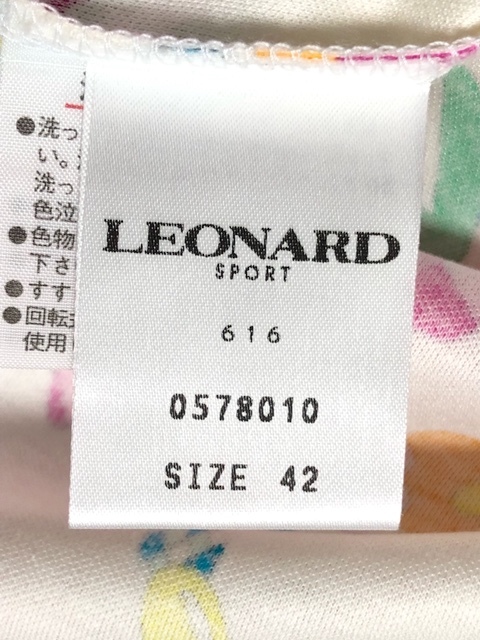 ●洗っ
い。
洗っ
色泣
●色物
下さ
●すす
●回転
使用
LEONARD
SPORT
616
0578010
SIZE 42